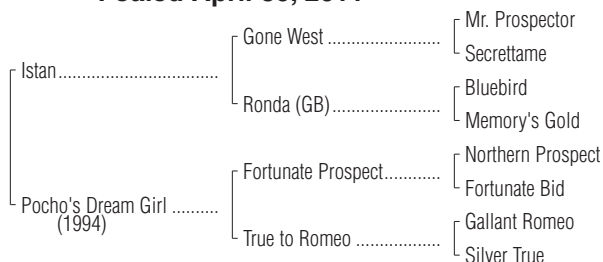 Foaled April
Mr. Prospector
Gone West ......................
Secrettame
Istan................................
Bluebird
Ronda (GB).....................
Memory's Gold
Northern Prospect
Fortunate Prospect...........
Fortunate Bid
Pocho's Dream Girl .........
(1994)
Gallant Romeo
True to Romeo .................
Silver True